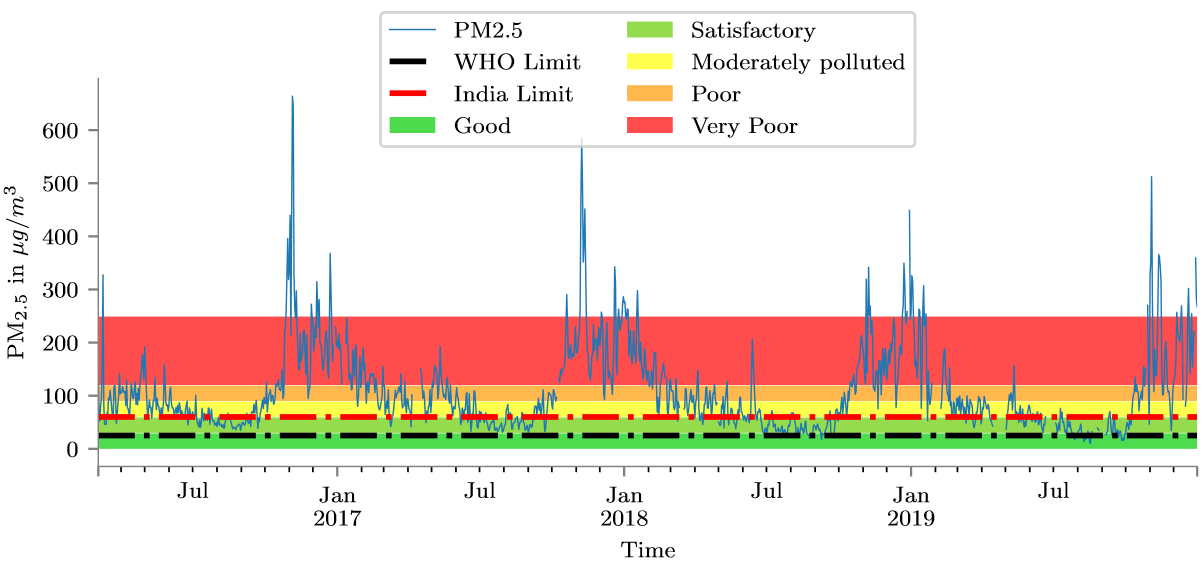 PM2.5
WHO Limit
India Limit
Good
Satisfactory
Moderately polluted
Poor
Very Poor
PM2.5 in μg/m³
600
500
400
300
200
100
0
Jul
Jan
2017
Jul
Jan
2018
Jul
Jan
2019
Jul
Time